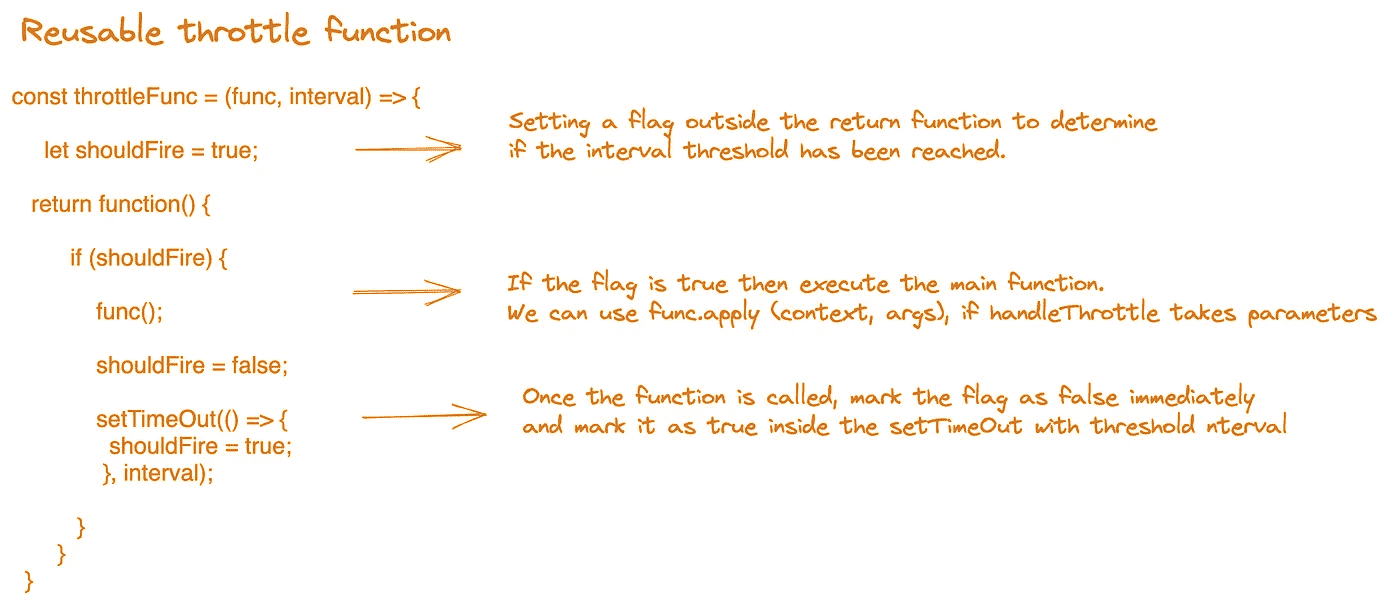 Reusable throttle function
const throttleFunc = (func, interval) => {
let shouldFire = true;
Setting a flag outside the return function to determine
if the interval threshold has been reached.
return function() {
if (shouldFire) {
func();
If the flag is true then execute the main function.
We can use func.apply (context, args), if handleThrottle takes parameters
shouldFire = false;
setTimeOut(() => {
shouldFire = true;
}, interval);
Once the function is called, mark the flag as false immediately
and mark it as true inside the setTimeOut with threshold nterval
}
}
}